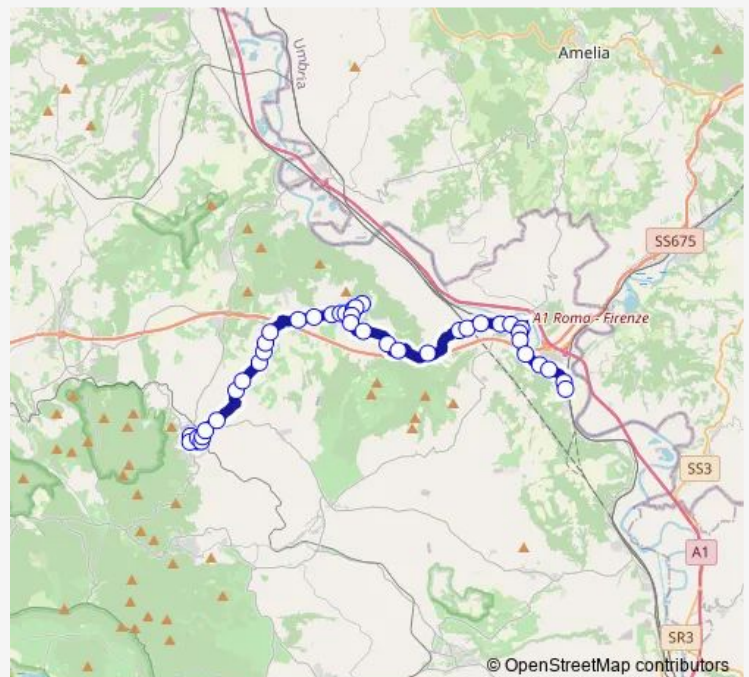 Amelia
Umbria
SS675
A1 Roma - Firenze
SS3
A1
SR3
© OpenStreetMap contributors